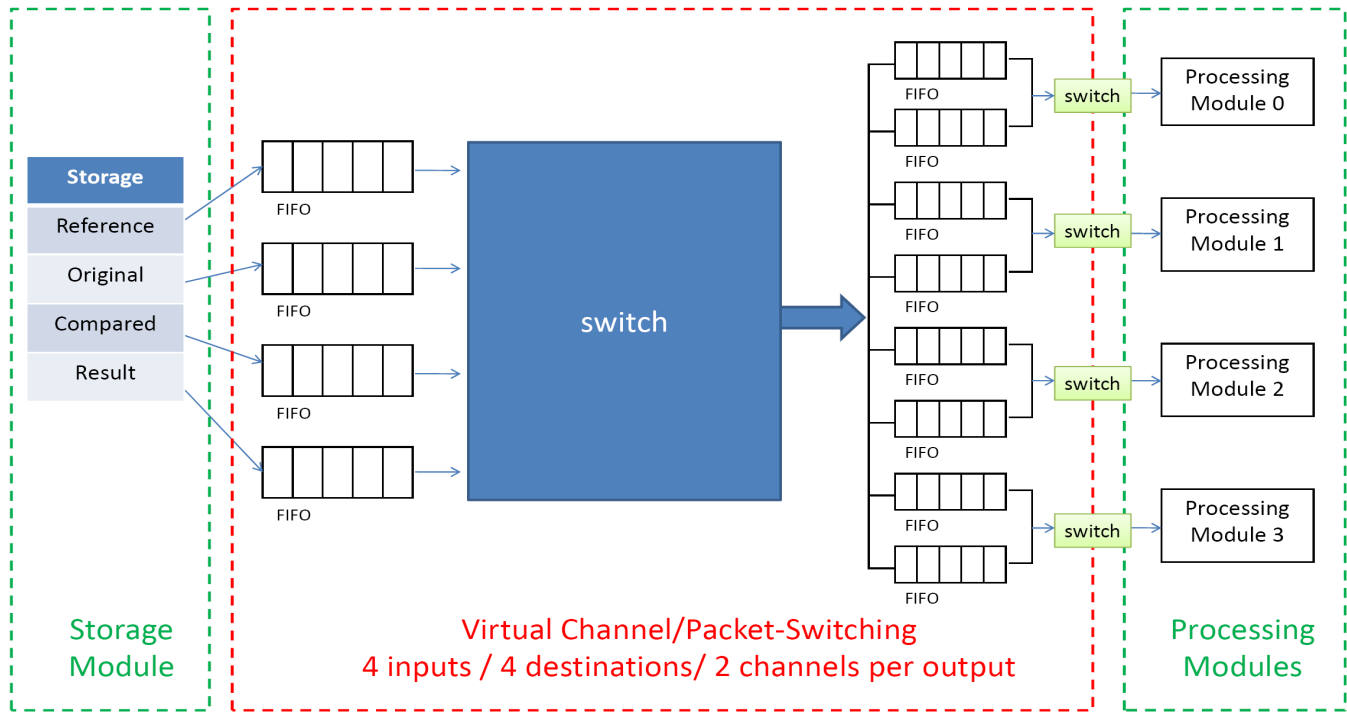 Storage
Reference
Original
Compared
Result
Storage
Module
FIFO
FIFO
FIFO
FIFO
switch
FIFO
FIFO
FIFO
FIFO
FIFO
FIFO
FIFO
FIFO
switch
switch
switch
switch
Virtual Channel/Packet-Switching
4 inputs / 4 destinations/ 2 channels per output
Processing
Module 0
Processing
Module 1
Processing
Module 2
Processing
Module 3
Processing
Modules